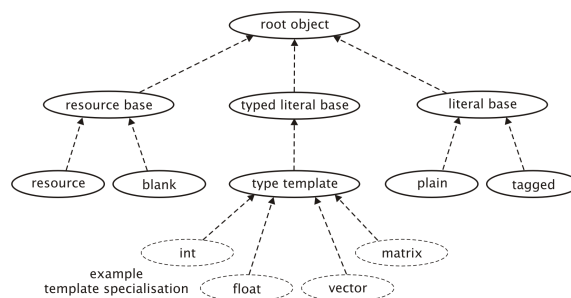 root object
resource base
typed literal base
literal base
resource
blank
type template
plain
tagged
int
matrix
example
template specialisation
float
vector